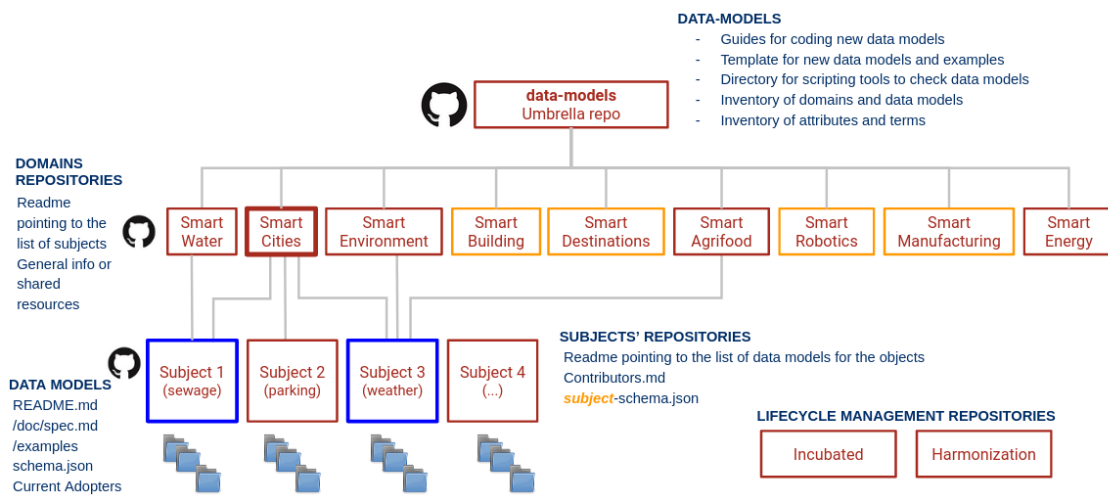 DATA-MODELS
- Guides for coding new data models
- Template for new data models and examples
- Directory for scripting tools to check data models
- Inventory of domains and data models
- Inventory of attributes and terms
data-models
Umbrella repo
DOMAINS
REPOSITORIES
Readme
pointing to the
list of subjects
General info or
shared
resources
Smart
Water
Smart
Cities
Smart
Environment
Smart
Building
Smart
Destinations
Smart
Agrifood
Smart
Robotics
Smart
Manufacturing
Smart
Energy
SUBJECTS’ REPOSITORIES
Readme pointing to the list of data models for the objects
Contributors.md
subject-schema.json
Subject 1
(sewage)
Subject 2
(parking)
Subject 3
(weather)
Subject 4
(...)
DATA MODELS
README.md
/doc/spec.md
/examples
schema.json
Current Adopters
LIFECYCLE MANAGEMENT REPOSITORIES
Incubated
Harmonization